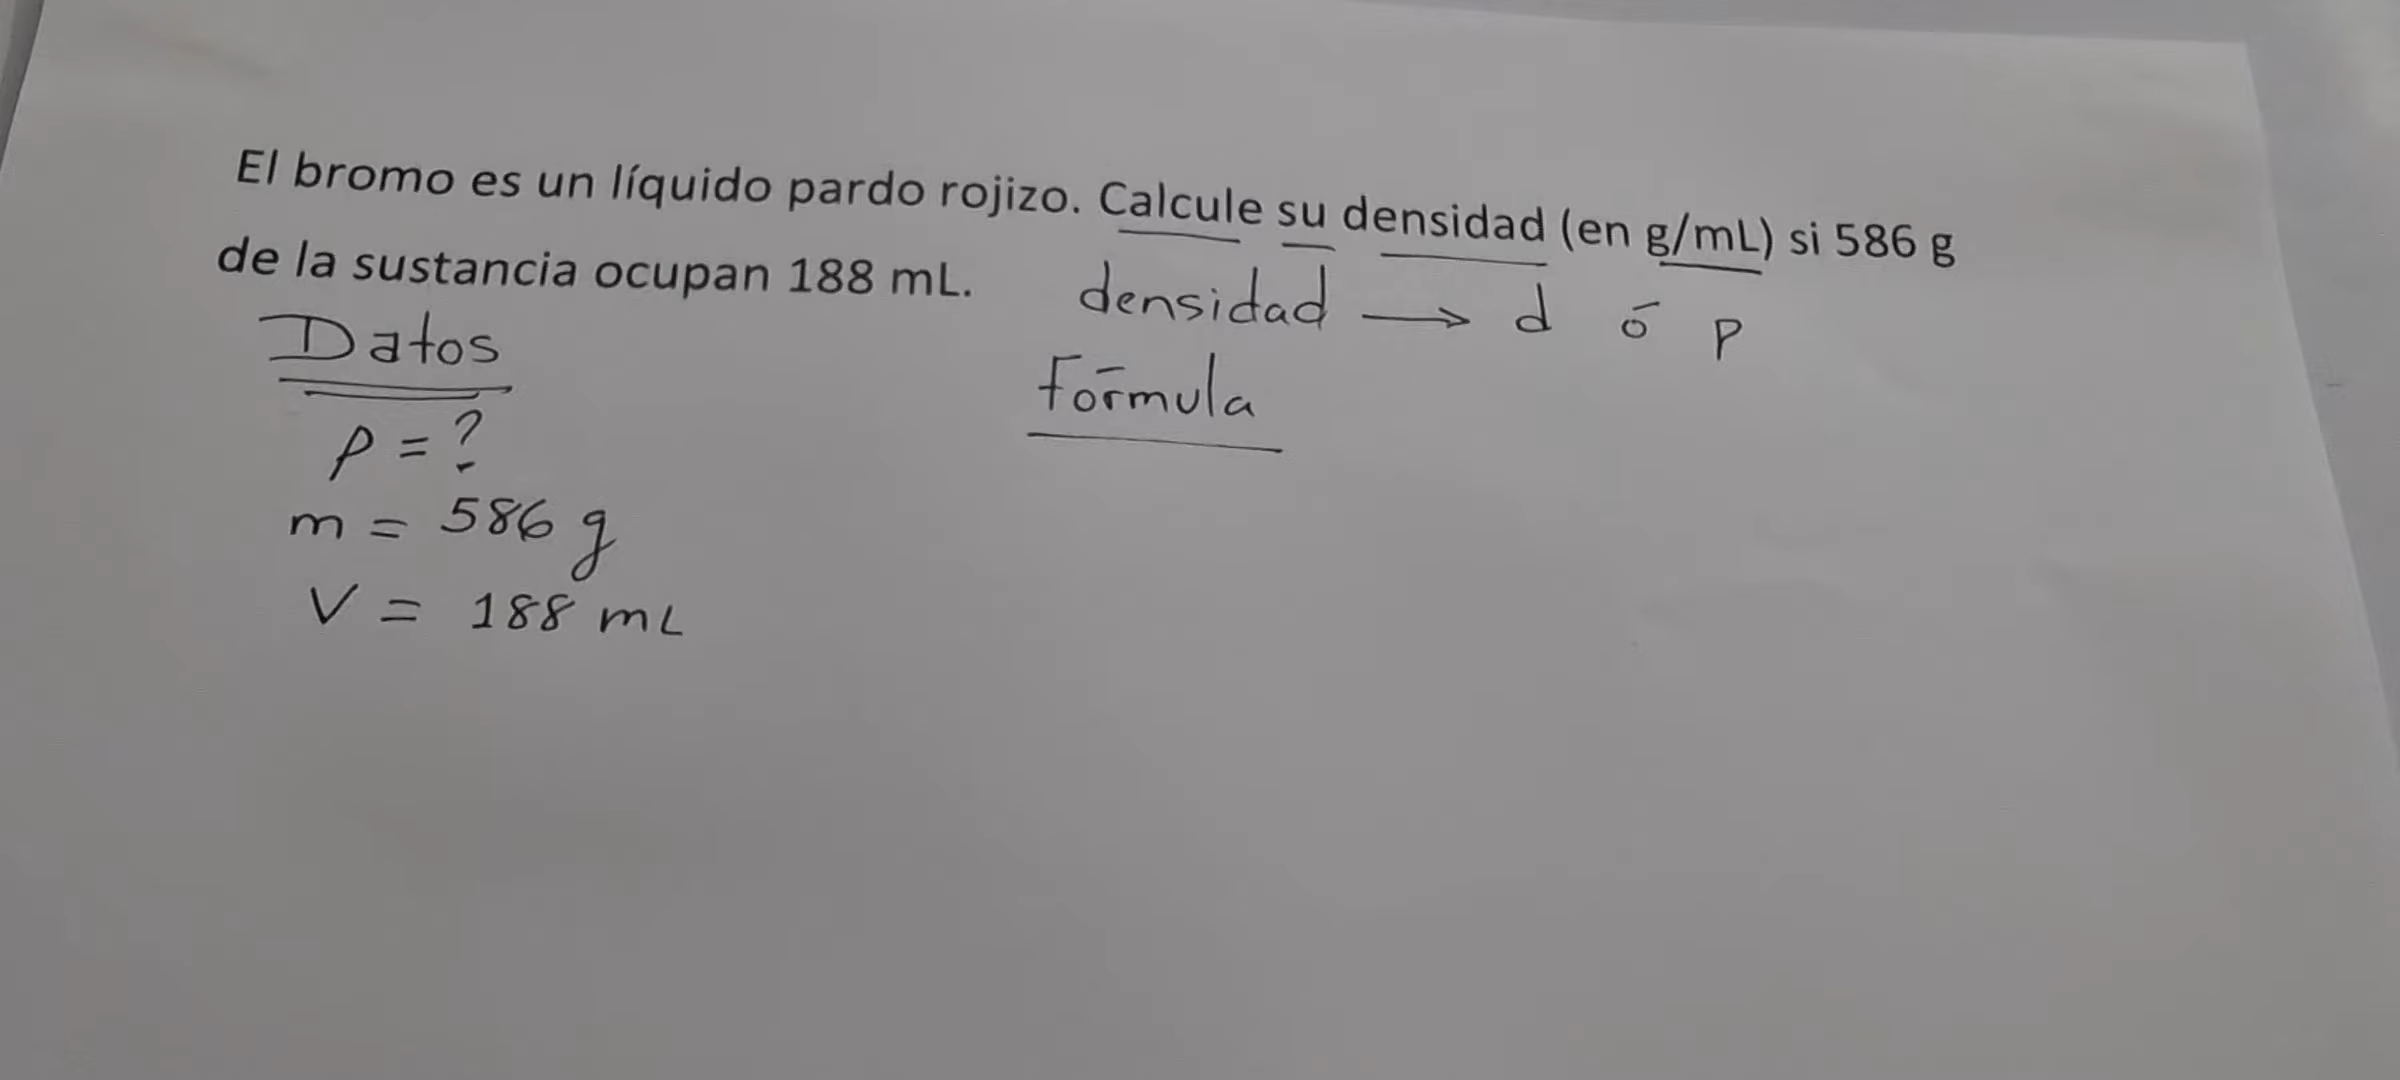 El bromo es un líquido pardo rojizo. Calcule su densidad (en g/mL) si 586 g
de la sustancia ocupan 188 mL.
densidad → d ó ρ
Datos
Fórmula
ρ = ?
m = 586 g
V = 188 mL